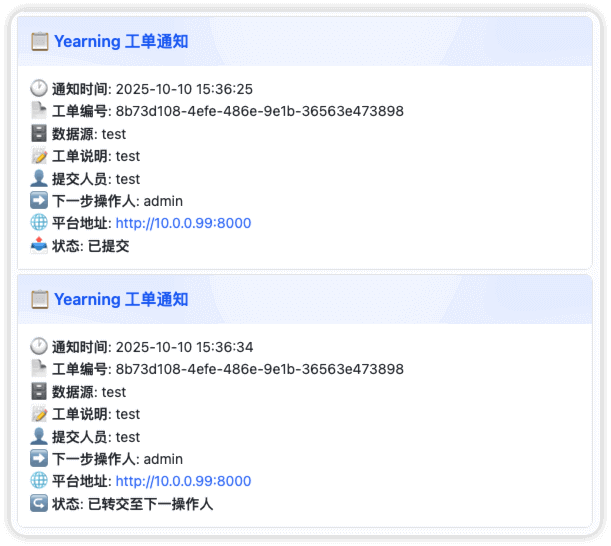 📋 Yearning 工单通知
🕐 通知时间: 2025-10-10 15:36:25
📄 工单编号: 8b73d108-4efe-486e-9e1b-36563e473898
🗄️ 数据源: test
📝 工单说明: test
👤 提交人员: test
➡️ 下一步操作人: admin
🌐 平台地址: http://10.0.0.99:8000
📤 状态: 已提交
📋 Yearning 工单通知
🕐 通知时间: 2025-10-10 15:36:34
📄 工单编号: 8b73d108-4efe-486e-9e1b-36563e473898
🗄️ 数据源: test
📝 工单说明: test
👤 提交人员: test
➡️ 下一步操作人: admin
🌐 平台地址: http://10.0.0.99:8000
↪️ 状态: 已转交至下一操作人